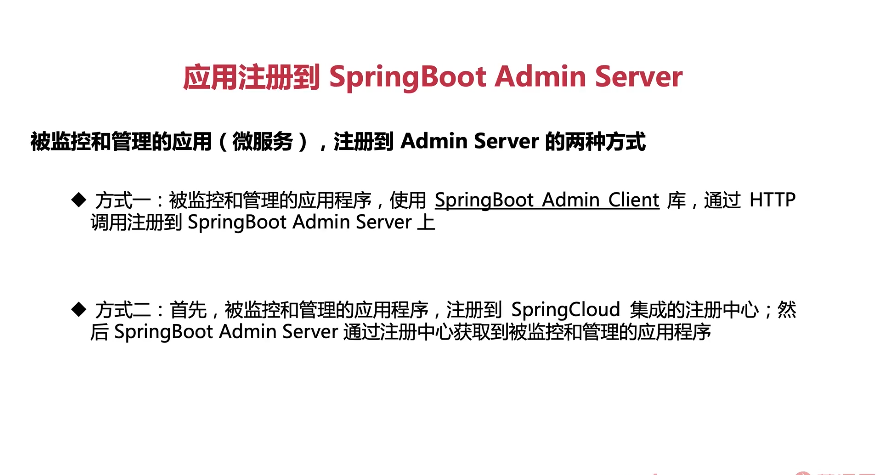 应用注册到 SpringBoot Admin Server
被监控和管理的应用（微服务），注册到 Admin Server 的两种方式
◆ 方式一：被监控和管理的应用程序，使用 SpringBoot Admin Client 库，通过 HTTP
调用注册到 SpringBoot Admin Server 上
◆ 方式二：首先，被监控和管理的应用程序，注册到 SpringCloud 集成的注册中心；然
后 SpringBoot Admin Server 通过注册中心获取到被监控和管理的应用程序